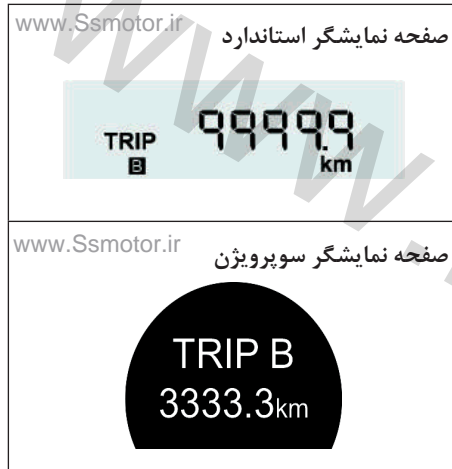 www.Ssmotor.ir
صفحه نمایشگر استاندارد
TRIP 9999.9
B km
www.Ssmotor.ir
صفحه نمایشگر سوپرویژن
TRIP B
3333.3km